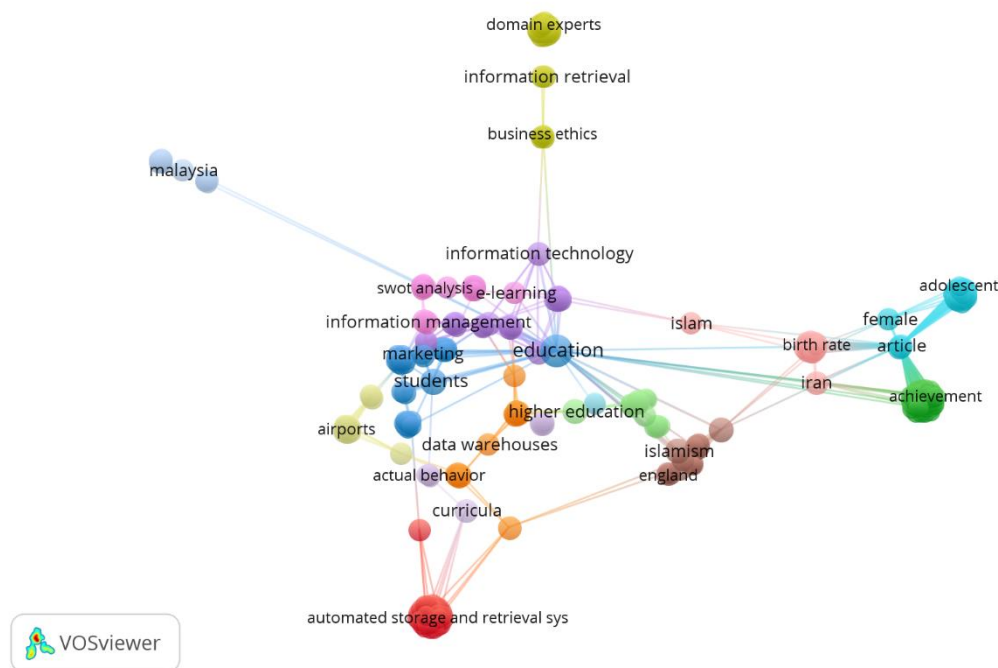 domain experts
information retrieval
business ethics
malaysia
information technology
swot analysis
e-learning
adolescent
information management
islam
female
marketing
education
birth rate
article
students
iran
achievement
airports
higher education
data warehouses
islamism
actual behavior
england
curricula
automated storage and retrieval sys
VOSviewer